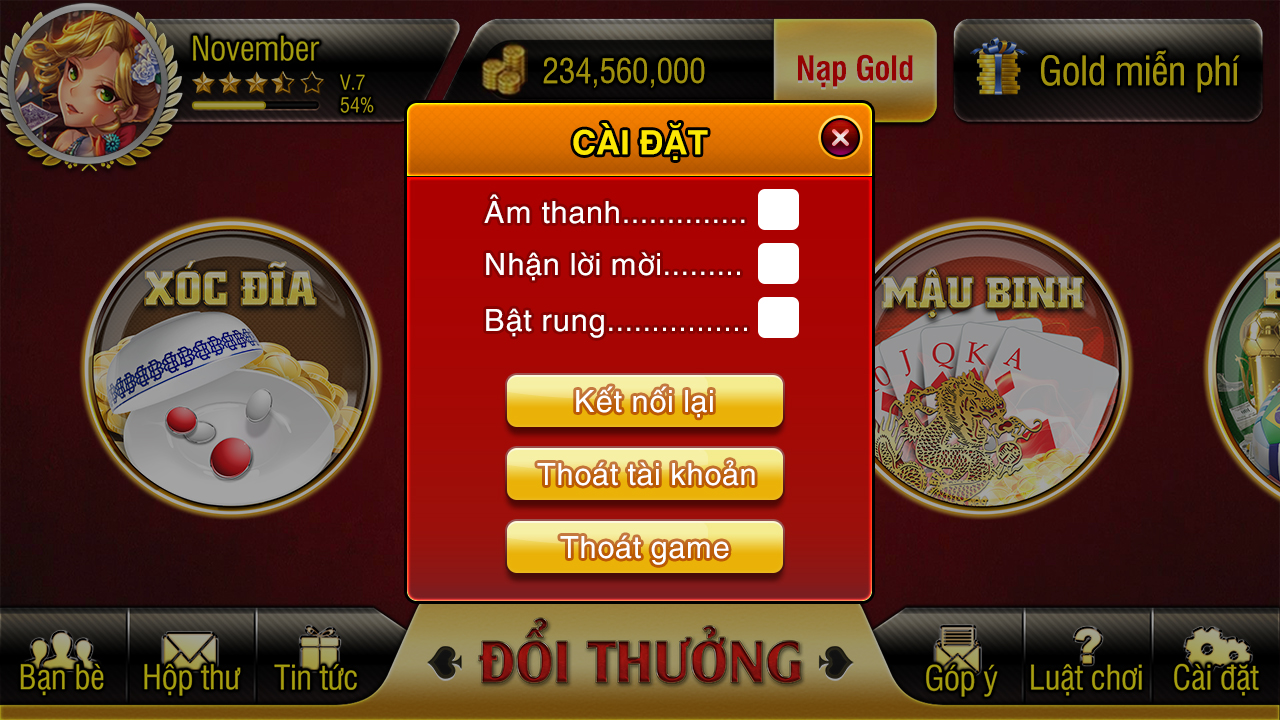 November
V.7
54%
234,560,000
Nạp Gold
Gold miễn phí
CÀI ĐẶT
Âm thanh..............
Nhận lời mời.........
Bật rung................
Kết nối lại
Thoát tài khoản
Thoát game
XÓC ĐĨA
MẬU BINH
J Q K A
Bạn bè
Hộp thư
Tin tức
ĐỔI THƯỞNG
Góp ý
Luật chơi
Cài đặt